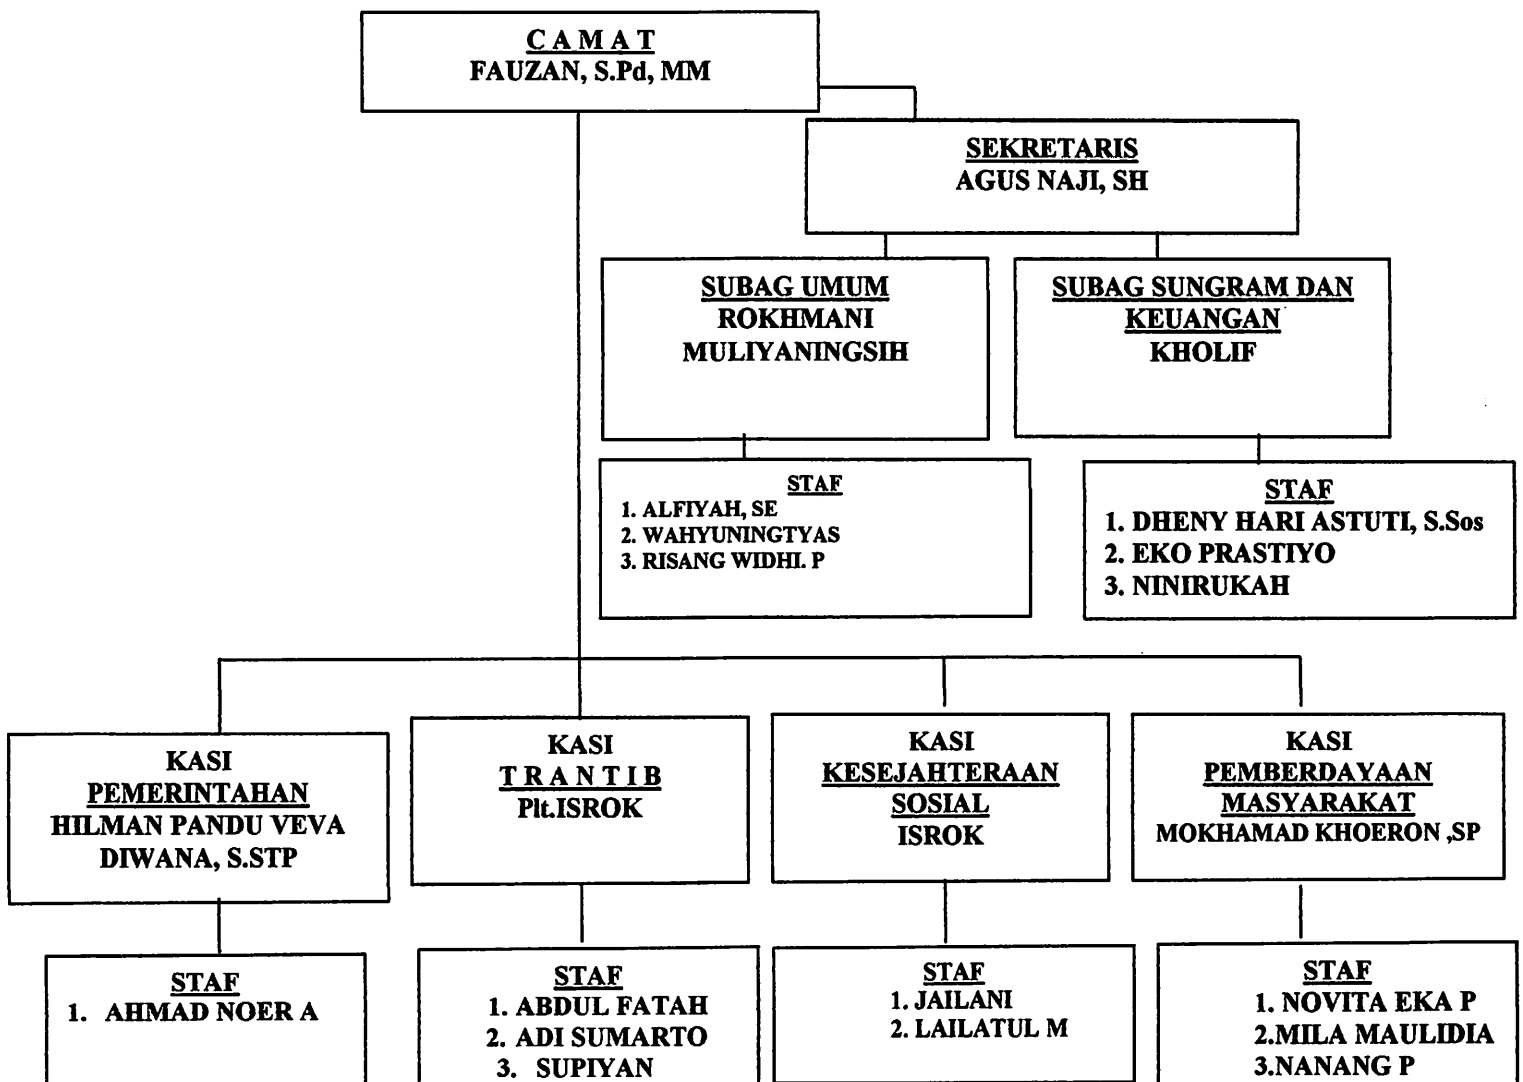 C A M A T
FAUZAN, S.Pd, MM
SEKRETARIS
AGUS NAJI, SH
SUBAG UMUM
ROKHMANI
MULIYANINGSIH
SUBAG SUNGRAM DAN
KEUANGAN
KHOLIF
STAF
1. ALFIYAH, SE
2. WAHYUNINGTYAS
3. RISANG WIDHI. P
STAF
1. DHENY HARI ASTUTI, S.Sos
2. EKO PRASTIYO
3. NINIRUKAH
KASI
PEMERINTAHAN
HILMAN PANDU VEVA
DIWANA, S.STP
KASI
T R A N T I B
Plt.ISROK
KASI
KESEJAHTERAAN
SOSIAL
ISROK
KASI
PEMBERDAYAAN
MASYARAKAT
MOKHAMAD KHOERON ,SP
STAF
1. AHMAD NOER A
STAF
1. ABDUL FATAH
2. ADI SUMARTO
3. SUPIYAN
STAF
1. JAILANI
2. LAILATUL M
STAF
1. NOVITA EKA P
2.MILA MAULIDIA
3.NANANG P